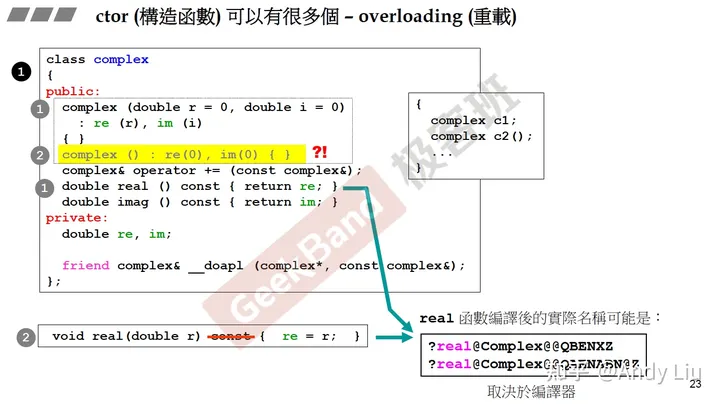 ctor (構造函數) 可以有很多個 – overloading (重載)
1
class complex
{
public:
1
complex (double r = 0, double i = 0)
: re (r), im (i)
{ }
2
complex () : re(0), im(0) { }
?!
complex& operator += (const complex&);
1
double real () const { return re; }
double imag () const { return im; }
private:
double re, im;
friend complex& __doapl (complex*, const complex&);
};
{
complex c1;
complex c2();
...
}
GeekBand 极客班
2
void real(double r) const { re = r; }
real 函數編譯後的實際名稱可能是：
?real@Complex@@QBENXZ
?real@Complex@@
取決於編譯器
知乎 @Andy Liu
23